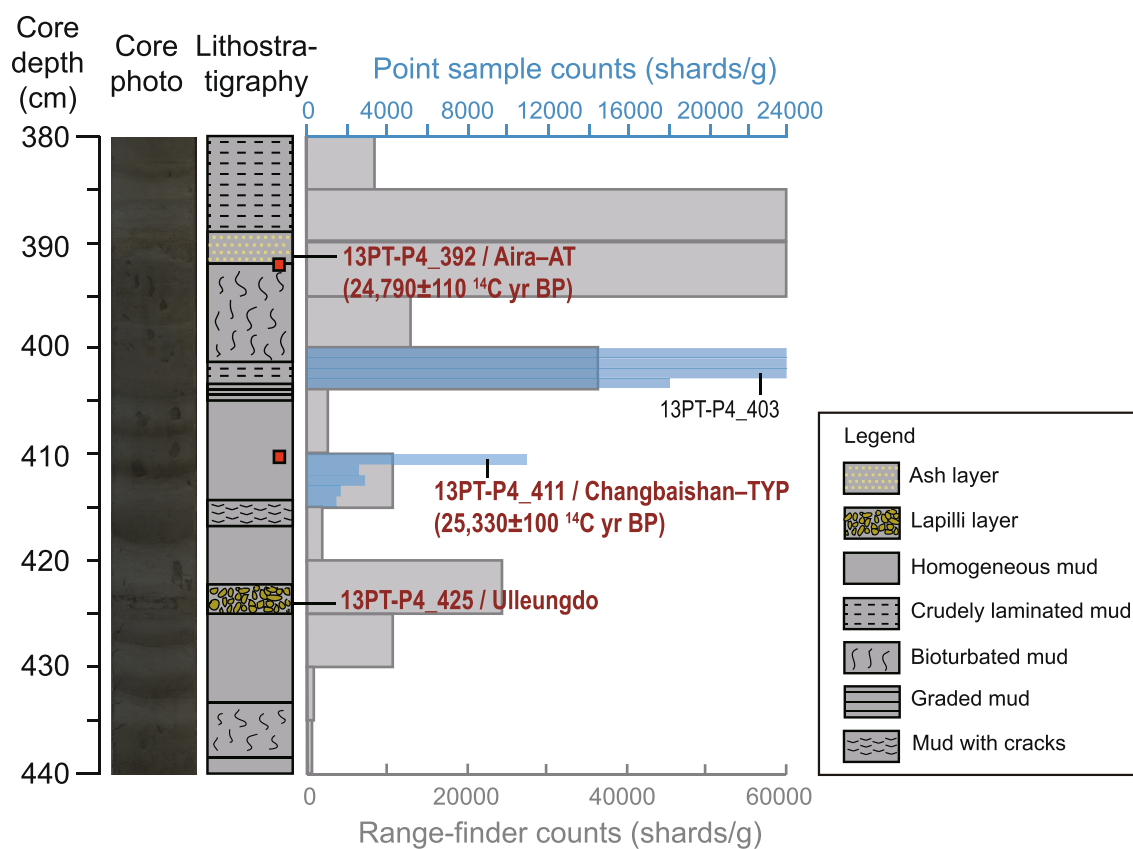 Core
depth
(cm)
Core
photo
Lithostra-
tigraphy
Point sample counts (shards/g)
0 4000 8000 12000 16000 20000 24000
380
390
400
410
420
430
440
13PT-P4_392 / Aira–AT
(24,790±110 ¹⁴C yr BP)
13PT-P4_403
13PT-P4_411 / Changbaishan–TYP
(25,330±100 ¹⁴C yr BP)
13PT-P4_425 / Ulleungdo
0 20000 40000 60000
Range-finder counts (shards/g)
Legend
Ash layer
Lapilli layer
Homogeneous mud
Crudely laminated mud
Bioturbated mud
Graded mud
Mud with cracks